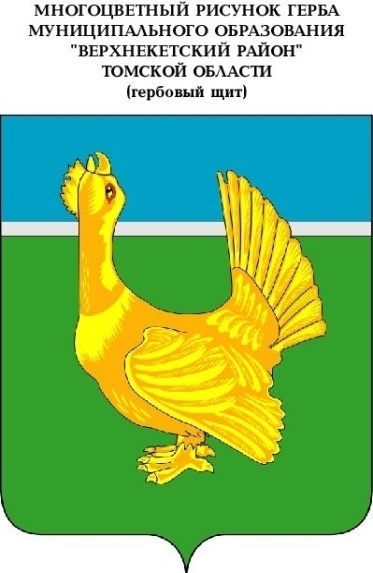 МНОГОЦВЕТНЫЙ РИСУНОК ГЕРБА
МУНИЦИПАЛЬНОГО ОБРАЗОВАНИЯ
"ВЕРХНЕКЕТСКИЙ РАЙОН"
ТОМСКОЙ ОБЛАСТИ
(гербовый щит)